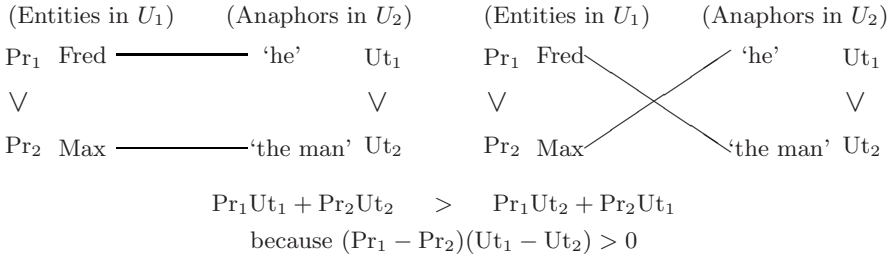 (Entities in U₁) (Anaphors in U₂) (Entities in U₁) (Anaphors in U₂)
Pr₁ Fred ‘he’ Ut₁ Pr₁ Fred ‘he’ Ut₁
∨ ∨ ∨ ∨
Pr₂ Max ‘the man’ Ut₂ Pr₂ Max ‘the man’ Ut₂
Pr₁Ut₁ + Pr₂Ut₂ > Pr₁Ut₂ + Pr₂Ut₁
because (Pr₁ − Pr₂)(Ut₁ − Ut₂) > 0